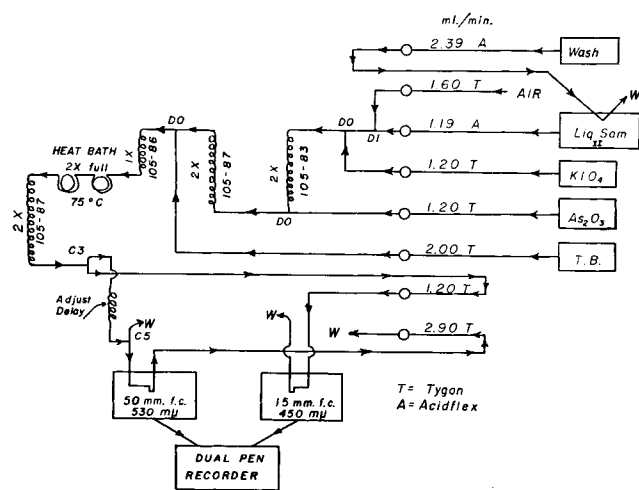 ml./min.
2.39 A
Wash
1.60 T
AIR
W
DO
DO
DI
1.19 A
Liq Sam
II
HEAT BATH
2X full
75°C
1X
105-86
2X
105-87
2X
105-83
1.20 T
KIO4
2X
105-87
DO
1.20 T
As2O3
2.00 T
T.B.
C3
1.20 T
Adjust
Delay
W
C5
W
W
2.90 T
50 mm. f.c.
530 mµ
15 mm. f.c.
450 mµ
T = Tygon
A = Acidflex
DUAL PEN
RECORDER